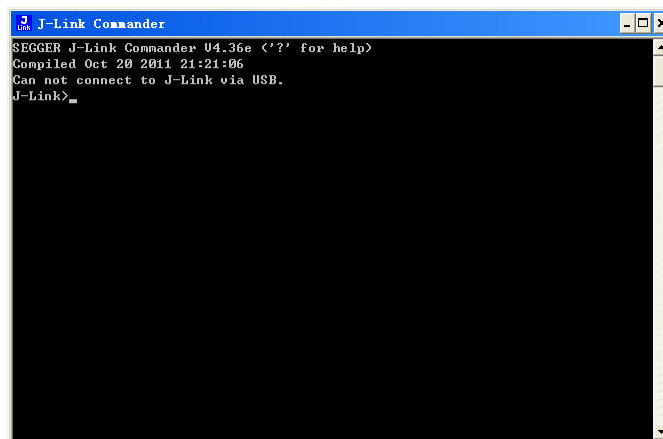 J-Link Commander
SEGGER J-Link Commander V4.36e ('?' for help)
Compiled Oct 20 2011 21:21:06
Can not connect to J-Link via USB.
J-Link>_